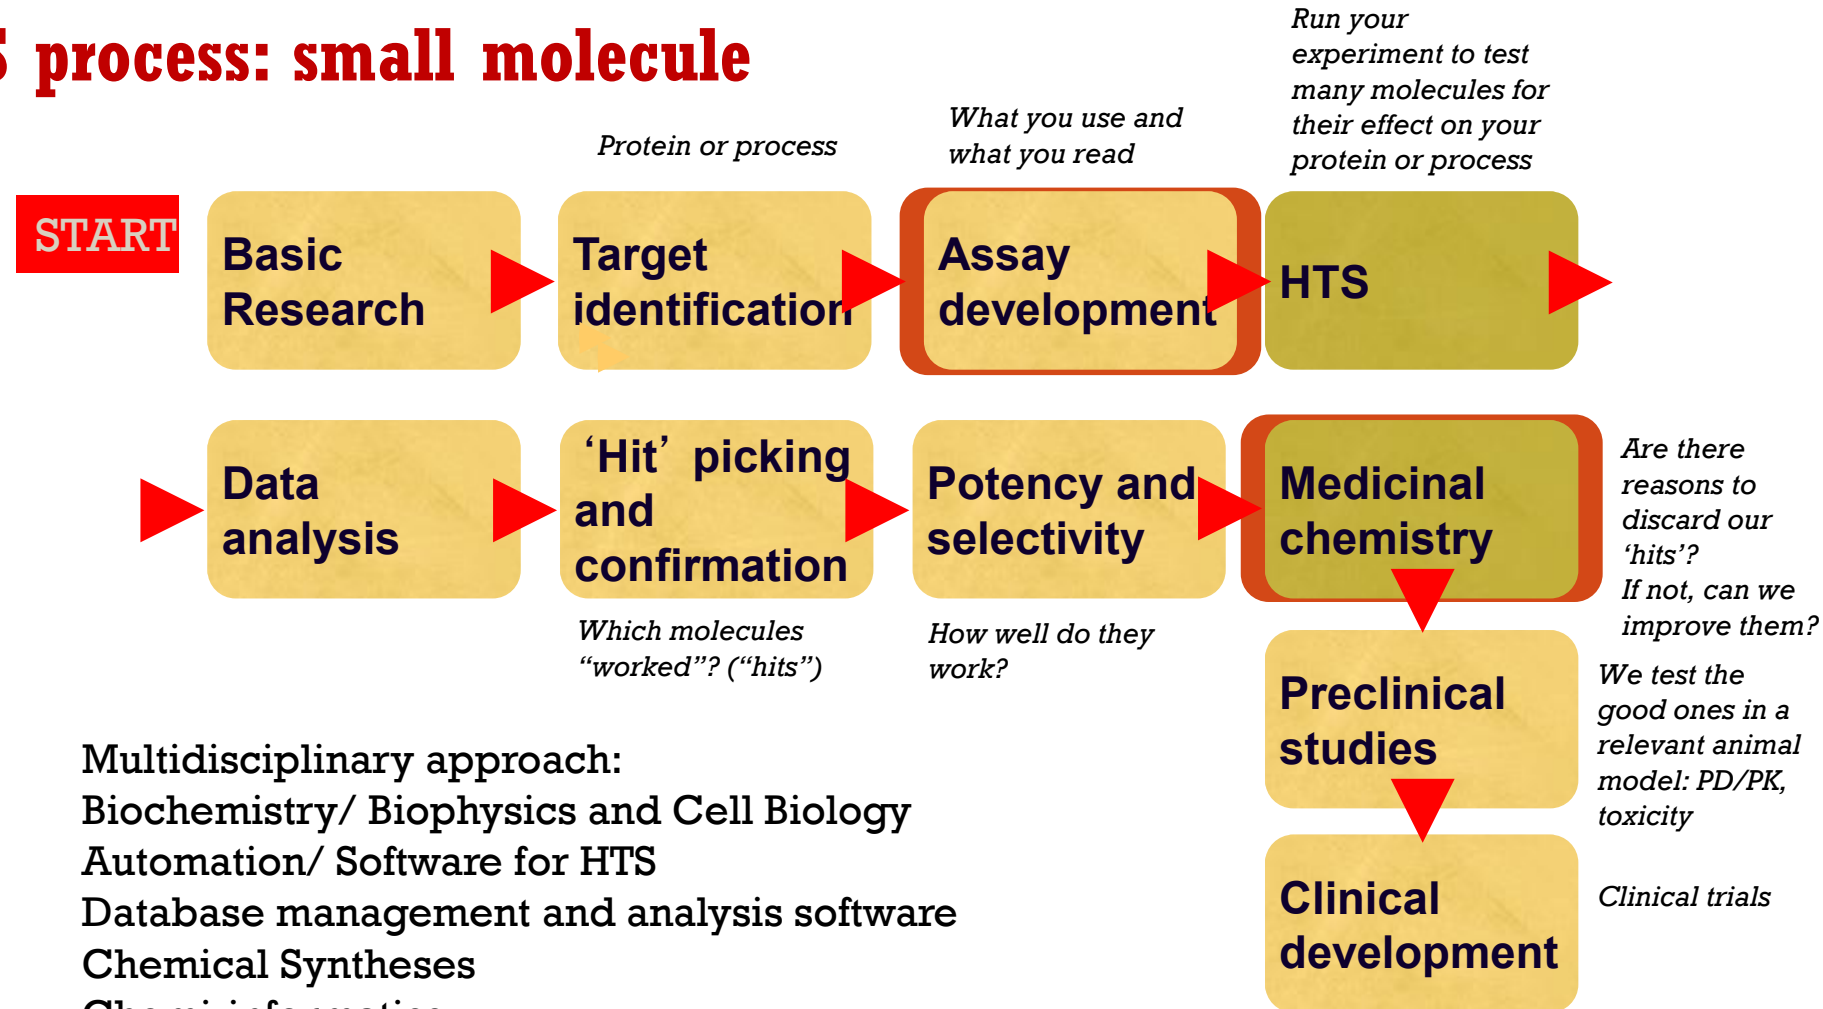 process: small molecule
Run your
experiment to test
many molecules for
their effect on your
protein or process
What you use and
what you read
Protein or process
START
Basic
Research
Target
identification
Assay
development
HTS
Data
analysis
‘Hit’ picking
and
confirmation
Potency and
selectivity
Medicinal
chemistry
Are there
reasons to
discard our
‘hits’?
If not, can we
improve them?
Which molecules
“worked”? (“hits”)
How well do they
work?
Preclinical
studies
We test the
good ones in a
relevant animal
model: PD/PK,
toxicity
Clinical
development
Clinical trials
Multidisciplinary approach:
Biochemistry/ Biophysics and Cell Biology
Automation/ Software for HTS
Database management and analysis software
Chemical Syntheses